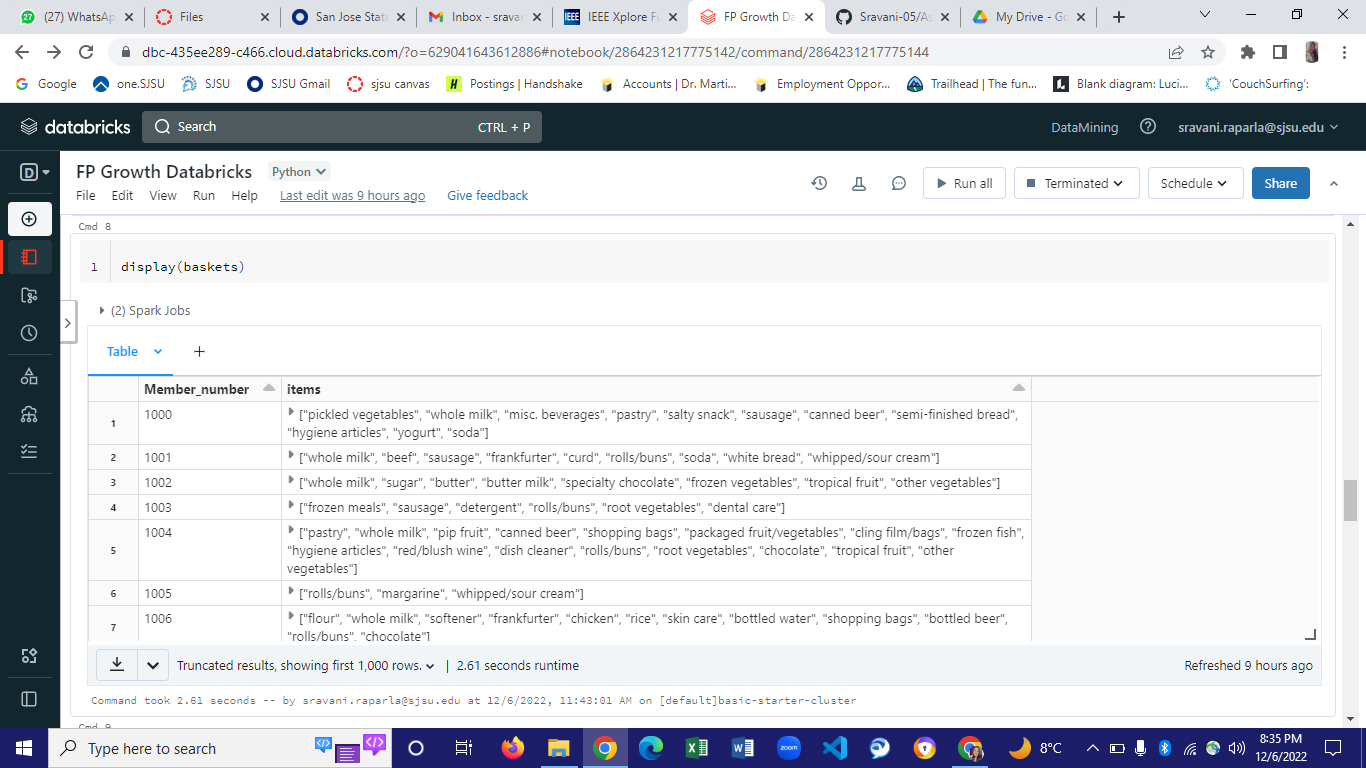 (27) WhatsAp
Files
San Jose Stat
Inbox - sravar
IEEE Xplore Fu
FP Growth Da
Sravani-05/As
My Drive - Go
dbc-435ee289-c466.cloud.databricks.com/?o=629041643612886#notebook/2864231217775142/command/2864231217775144
Google
one.SJSU
SJSU
SJSU Gmail
sjsu canvas
Postings | Handshake
Accounts | Dr. Marti...
Employment Oppor...
Trailhead | The fun...
Blank diagram: Luci...
'CouchSurfing':
databricks
Search
CTRL + P
DataMining
sravani.raparla@sjsu.edu
D
FP Growth Databricks
Python
File
Edit
View
Run
Help
Last edit was 9 hours ago
Give feedback
Run all
Terminated
Schedule
Share
Cmd 8
1 display(baskets)
(2) Spark Jobs
Table
+
Member_number
items
1
1000
["pickled vegetables", "whole milk", "misc. beverages", "pastry", "salty snack", "sausage", "canned beer", "semi-finished bread",
"hygiene articles", "yogurt", "soda"]
2
1001
["whole milk", "beef", "sausage", "frankfurter", "curd", "rolls/buns", "soda", "white bread", "whipped/sour cream"]
3
1002
["whole milk", "sugar", "butter", "butter milk", "specialty chocolate", "frozen vegetables", "tropical fruit", "other vegetables"]
4
1003
["frozen meals", "sausage", "detergent", "rolls/buns", "root vegetables", "dental care"]
5
1004
["pastry", "whole milk", "pip fruit", "canned beer", "shopping bags", "packaged fruit/vegetables", "cling film/bags", "frozen fish",
"hygiene articles", "red/blush wine", "dish cleaner", "rolls/buns", "root vegetables", "chocolate", "tropical fruit", "other
vegetables"]
6
1005
["rolls/buns", "margarine", "whipped/sour cream"]
7
1006
["flour", "whole milk", "softener", "frankfurter", "chicken", "rice", "skin care", "bottled water", "shopping bags", "bottled beer",
"rolls/buns", "chocolate"]
Truncated results, showing first 1,000 rows.
| 2.61 seconds runtime
Refreshed 9 hours ago
Command took 2.61 seconds -- by sravani.raparla@sjsu.edu at 12/6/2022, 11:43:01 AM on [default]basic-starter-cluster
Cmd 9
Type here to search
zoom
8°C
8:35 PM
12/6/2022